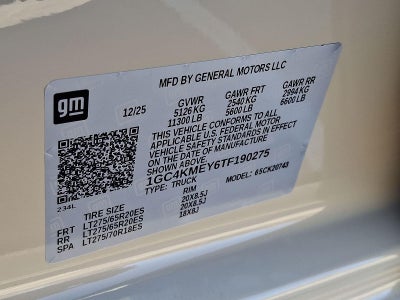 gm
MFD BY GENERAL MOTORS LLC
12/25 GVWR GAWR FRT GAWR RR
5126 KG 2540 KG 2994 KG
11300 LB 5600 LB 6600 LB
THIS VEHICLE CONFORMS TO ALL
APPLICABLE U.S. FEDERAL MOTOR
VEHICLE SAFETY STANDARDS IN EFFECT
ON THE DATE OF MANUFACTURE
SHOWN ABOVE.
1GC4KMEY6TF190275
TYPE: TRUCK MODEL: 65CK20743
234L
TIRE SIZE RIM
FRT LT275/65R20ES 20X8.5J
RR LT275/65R20ES 20X8.5J
SPA LT275/70R18ES 18X8J